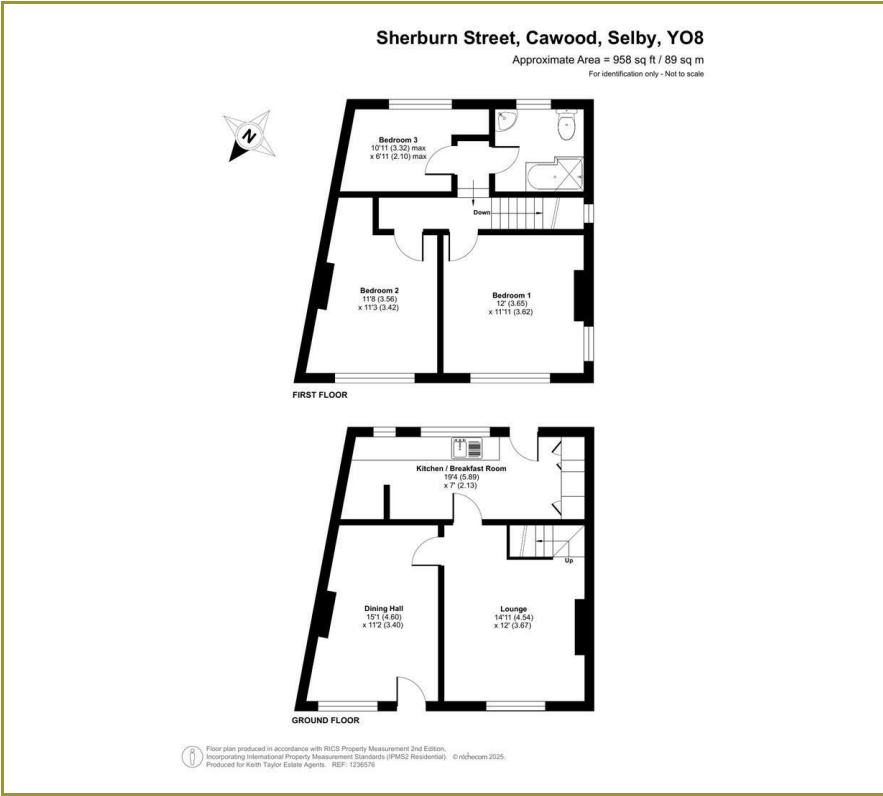 Sherburn Street, Cawood, Selby, YO8
Approximate Area = 958 sq ft / 89 sq m
For identification only - Not to scale
N
Bedroom 3
10'11 (3.32) max
x 6'11 (2.10) max
Down
Bedroom 2
11'8 (3.56)
x 11'3 (3.42)
Bedroom 1
12' (3.65)
x 11'11 (3.62)
FIRST FLOOR
Kitchen / Breakfast Room
19'4 (5.89)
x 7' (2.13)
Up
Dining Hall
15'1 (4.60)
x 11'2 (3.40)
Lounge
14'11 (4.54)
x 12' (3.67)
GROUND FLOOR
Floor plan produced in accordance with RICS Property Measurement 2nd Edition,
Incorporating International Property Measurement Standards (IPMS2 Residential). © nichecom 2025.
Produced for Keith Taylor Estate Agents. REF: 1236576